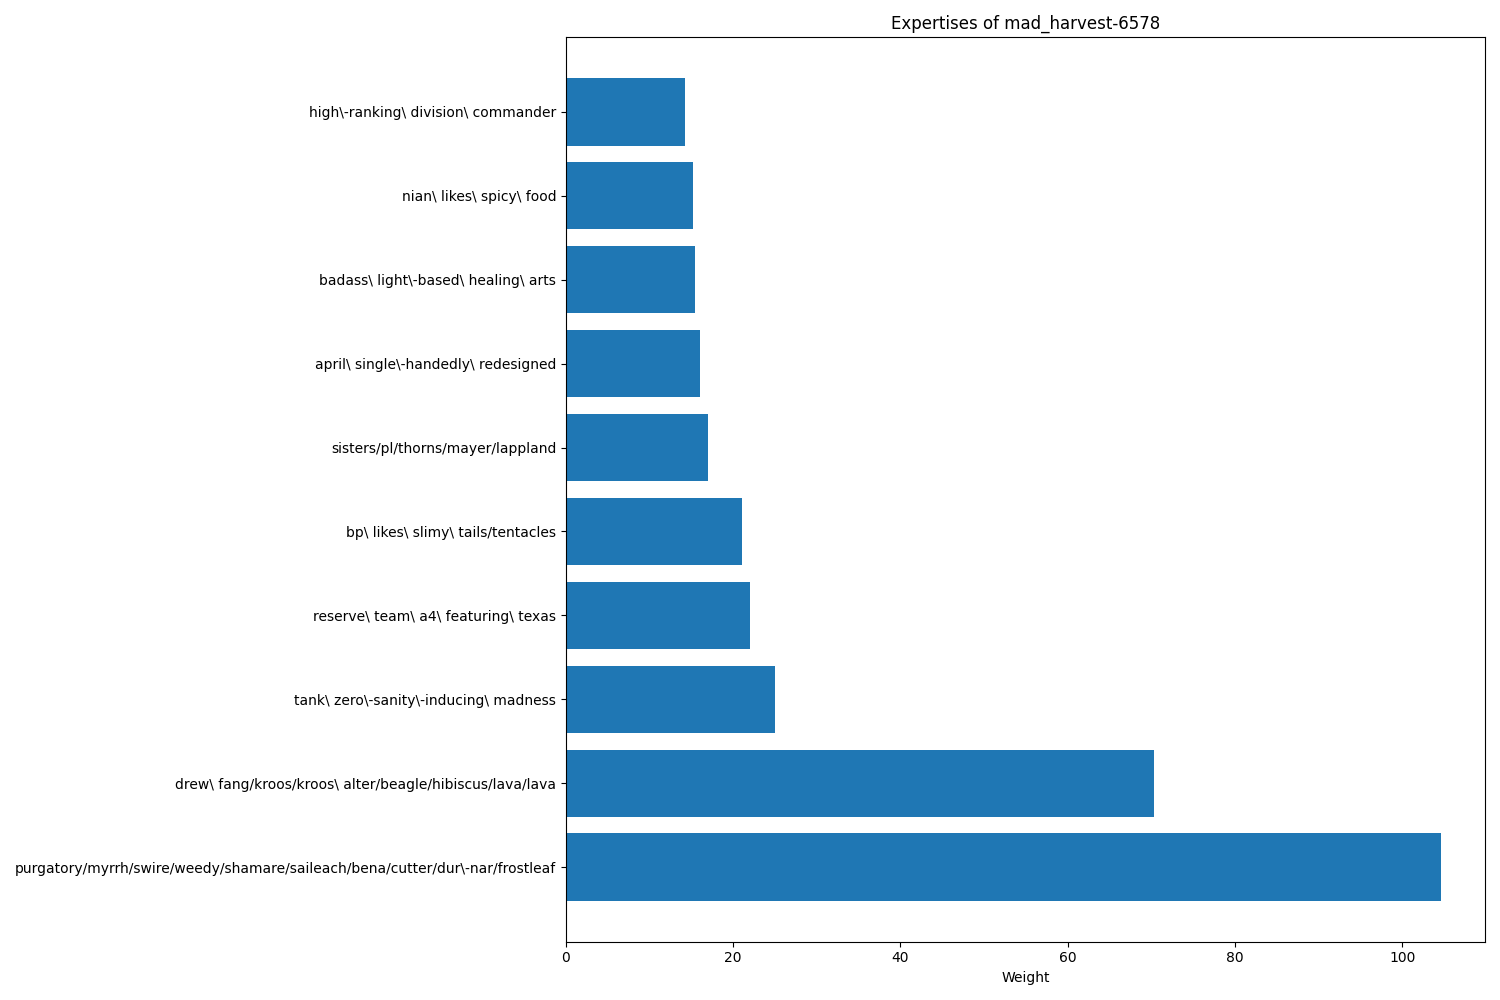 Expertises of mad_harvest-6578
high\-ranking\ division\ commander
nian\ likes\ spicy\ food
badass\ light\-based\ healing\ arts
april\ single\-handedly\ redesigned
sisters/pl/thorns/mayer/lappland
bp\ likes\ slimy\ tails/tentacles
reserve\ team\ a4\ featuring\ texas
tank\ zero\-sanity\-inducing\ madness
drew\ fang/kroos/kroos\ alter/beagle/hibiscus/lava/lava
purgatory/myrrh/swire/weedy/shamare/saileach/bena/cutter/dur\-nar/frostleaf
0 20 40 60 80 100
Weight